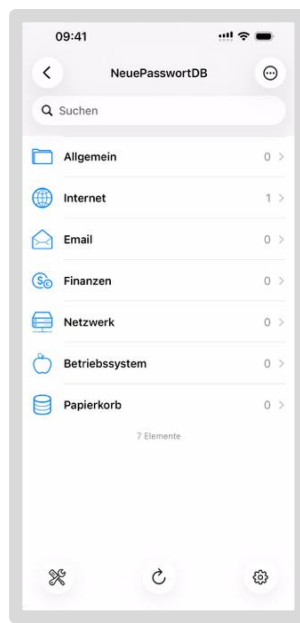 09:41
NeuePasswortDB
Suchen
Allgemein 0
Internet 1
Email 0
Finanzen 0
Netzwerk 0
Betriebssystem 0
Papierkorb 0
7 Elemente